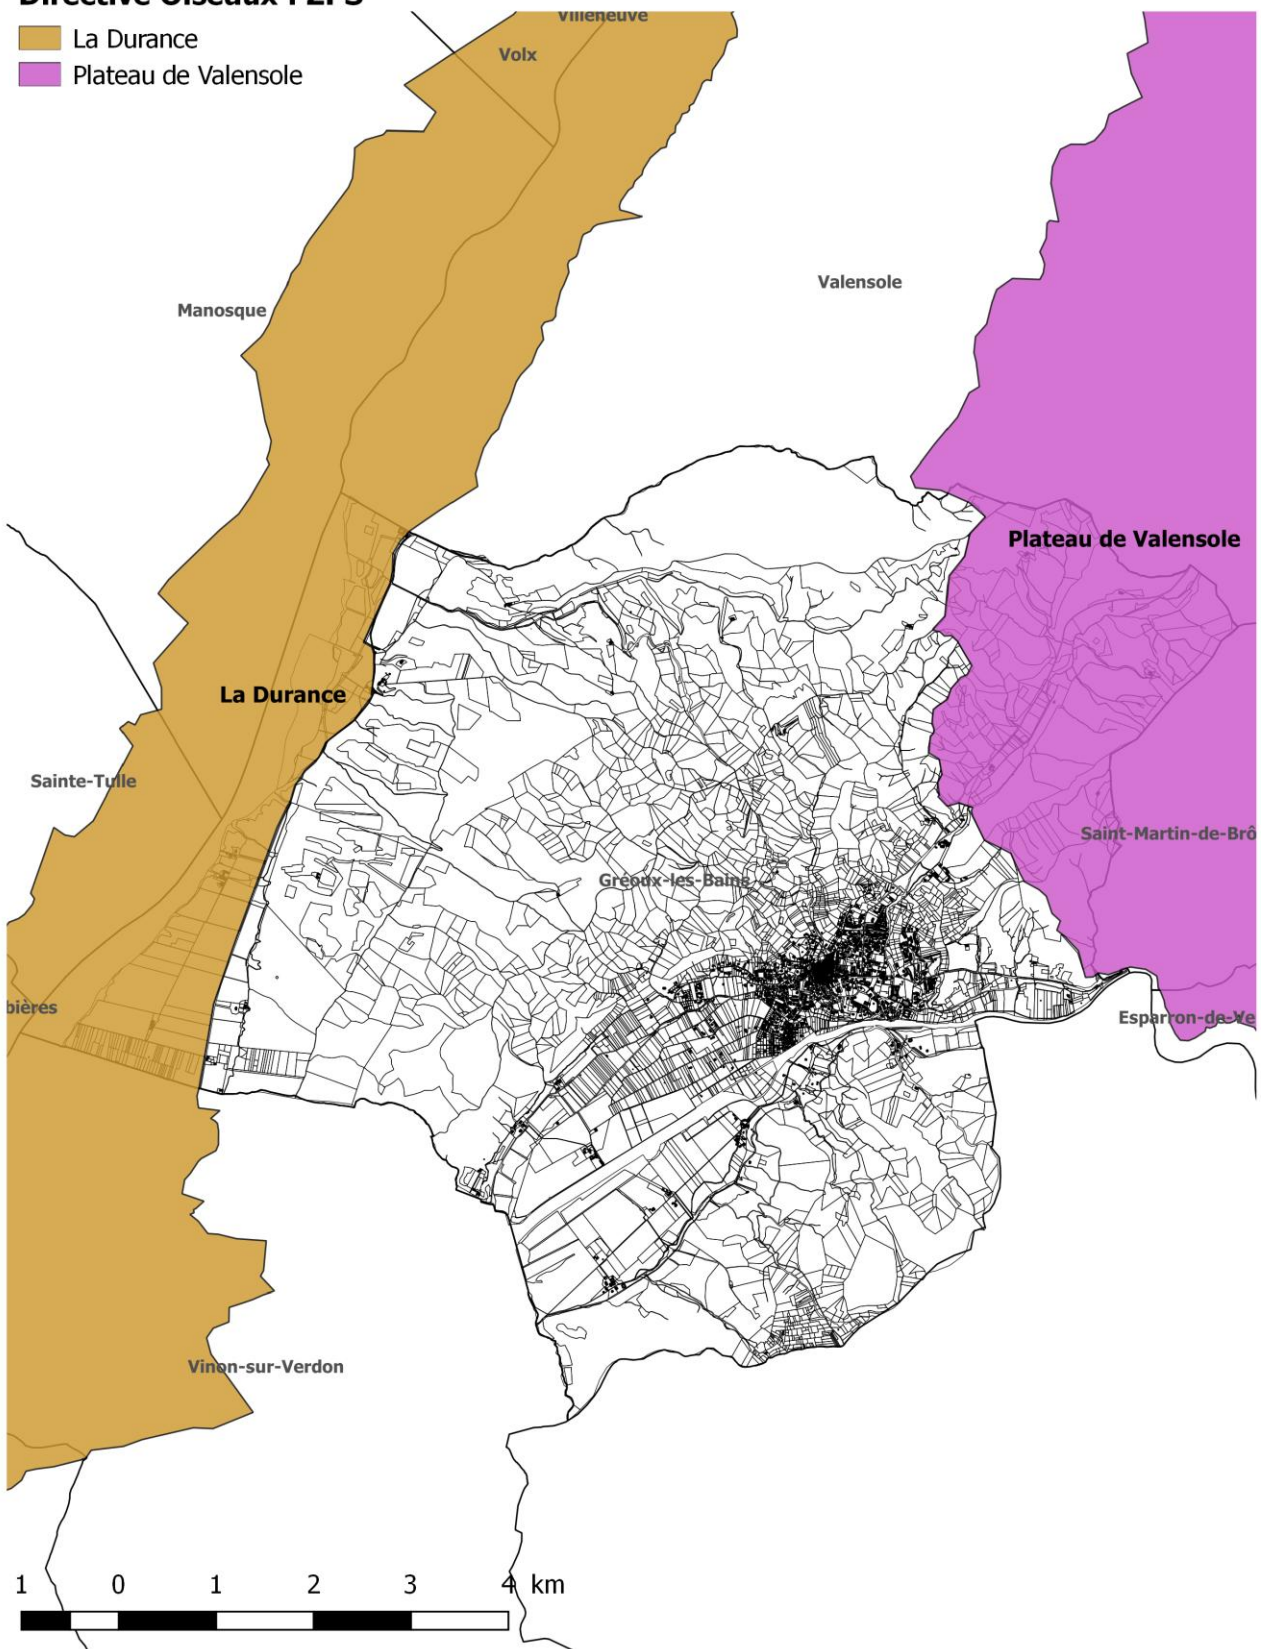 La Durance
Plateau de Valensole
Villeneuve
Volx
Valensole
Manosque
Plateau de Valensole
La Durance
Sainte-Tulle
Saint-Martin-de-Brô
Gréoux-les-Bains
bières
Esparron-de-Ve
Vinon-sur-Verdon
1 0 1 2 3 4 km